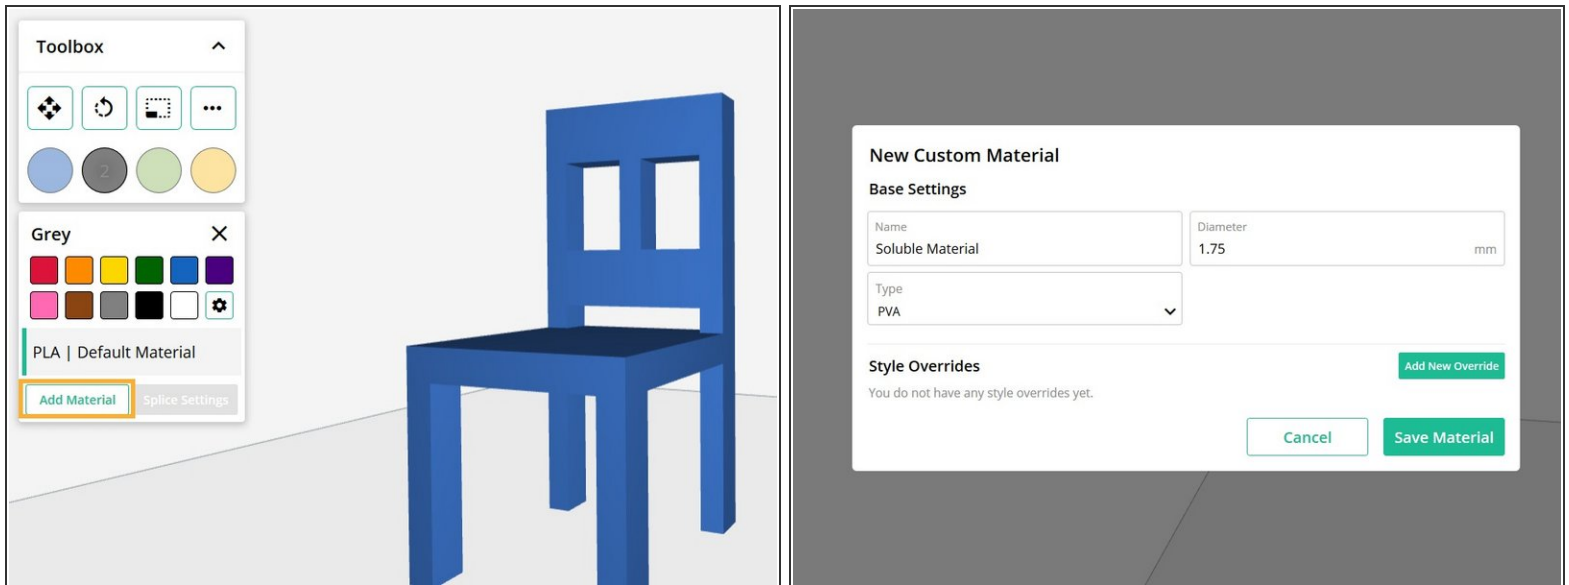 Toolbox
2
Grey
PLA | Default Material
Add Material
Splice Settings
New Custom Material
Base Settings
Name
Soluble Material
Diameter
1.75
mm
Type
PVA
Style Overrides
Add New Override
You do not have any style overrides yet.
Cancel
Save Material